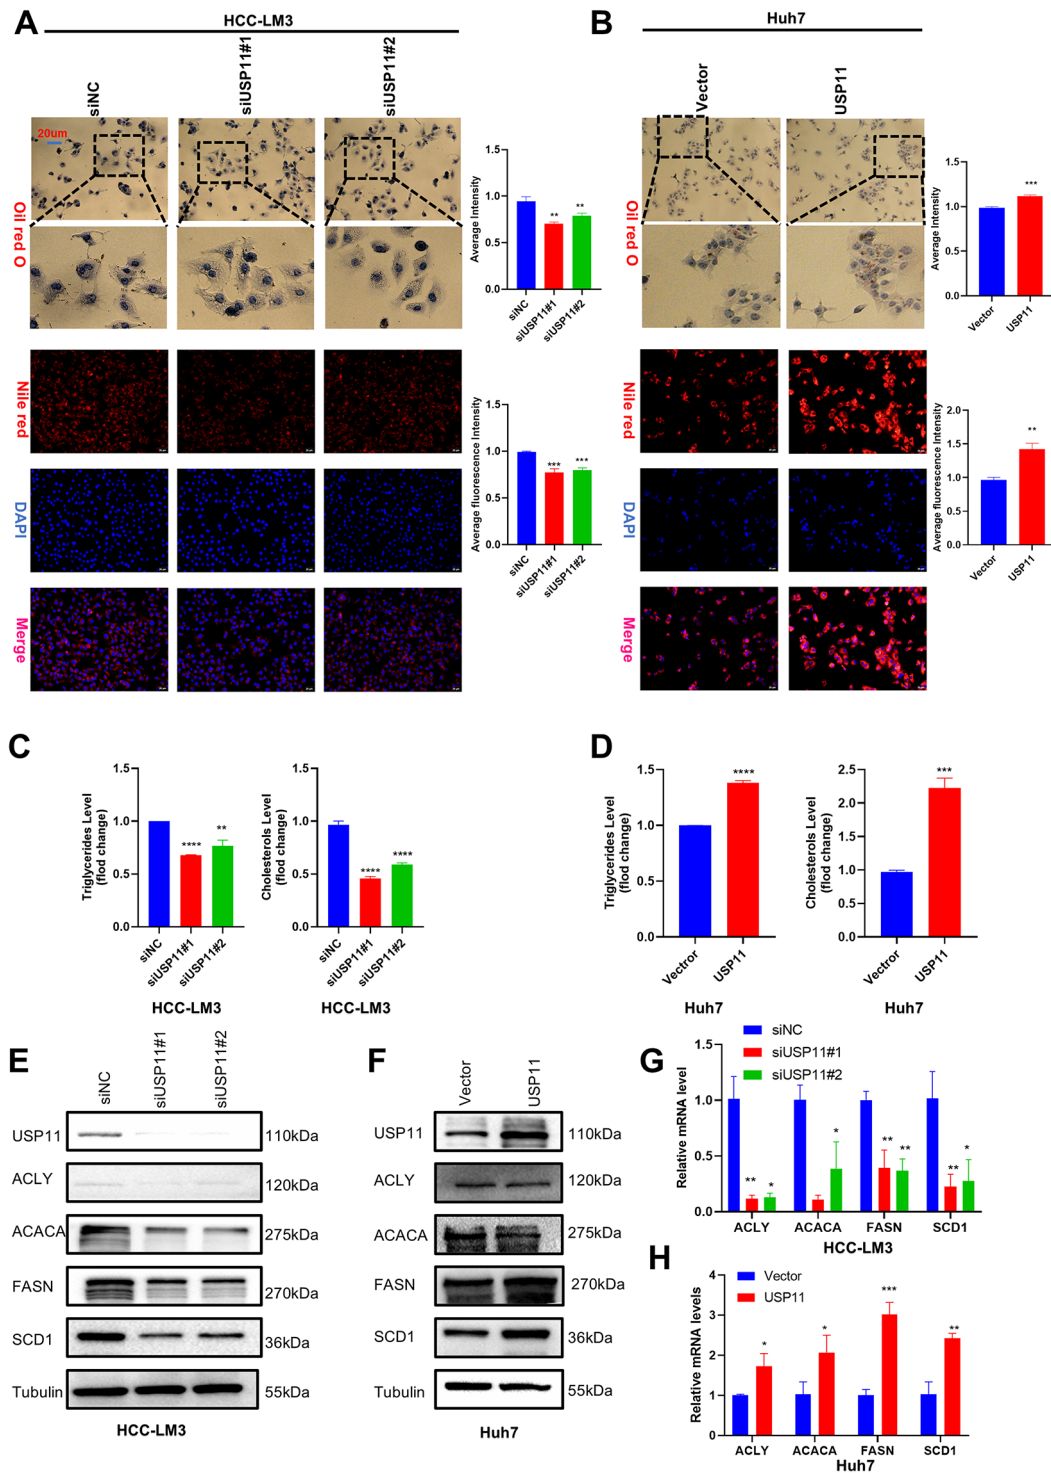 A
HCC-LM3
siNC
siUSP11#1
siUSP11#2
20um
Oil red O
Nile red
DAPI
Merge
Average Intensity
1.5
1.0
0.5
0.0
** **
siNC
siUSP11#1
siUSP11#2
Average fluorescence Intensity
1.5
1.0
0.5
0.0
*** ***
siNC
siUSP11#1
siUSP11#2
B
Huh7
Vector
USP11
Oil red O
Nile red
DAPI
Merge
Average Intensity
1.5
1.0
0.5
0.0
***
Vector
USP11
Average fluorescence Intensity
2.0
1.5
1.0
0.5
0.0
**
Vector
USP11
C
Triglycerides Level
(flod change)
1.5
1.0
0.5
0.0
**** **
siNC
siUSP11#1
siUSP11#2
HCC-LM3
Cholesterols Level
(flod change)
1.5
1.0
0.5
0.0
**** ****
siNC
siUSP11#1
siUSP11#2
HCC-LM3
D
Triglycerides Level
(flod change)
1.5
1.0
0.5
0.0
****
Vectror
USP11
Huh7
Cholesterols Level
(flod change)
2.5
2.0
1.5
1.0
0.5
0.0
***
Vectror
USP11
Huh7
E
siNC
siUSP11#1
siUSP11#2
USP11 110kDa
ACLY 120kDa
ACACA 275kDa
FASN 270kDa
SCD1 36kDa
Tubulin 55kDa
HCC-LM3
F
Vector
USP11
USP11 110kDa
ACLY 120kDa
ACACA 275kDa
FASN 270kDa
SCD1 36kDa
Tubulin 55kDa
Huh7
G
siNC
siUSP11#1
siUSP11#2
Relative mRNA level
1.5
1.0
0.5
0.0
** * * ** ** ** *
ACLY ACACA FASN SCD1
HCC-LM3
H
Vector
USP11
Relative mRNA levels
4
3
2
1
0
* * *** **
ACLY ACACA FASN SCD1
Huh7